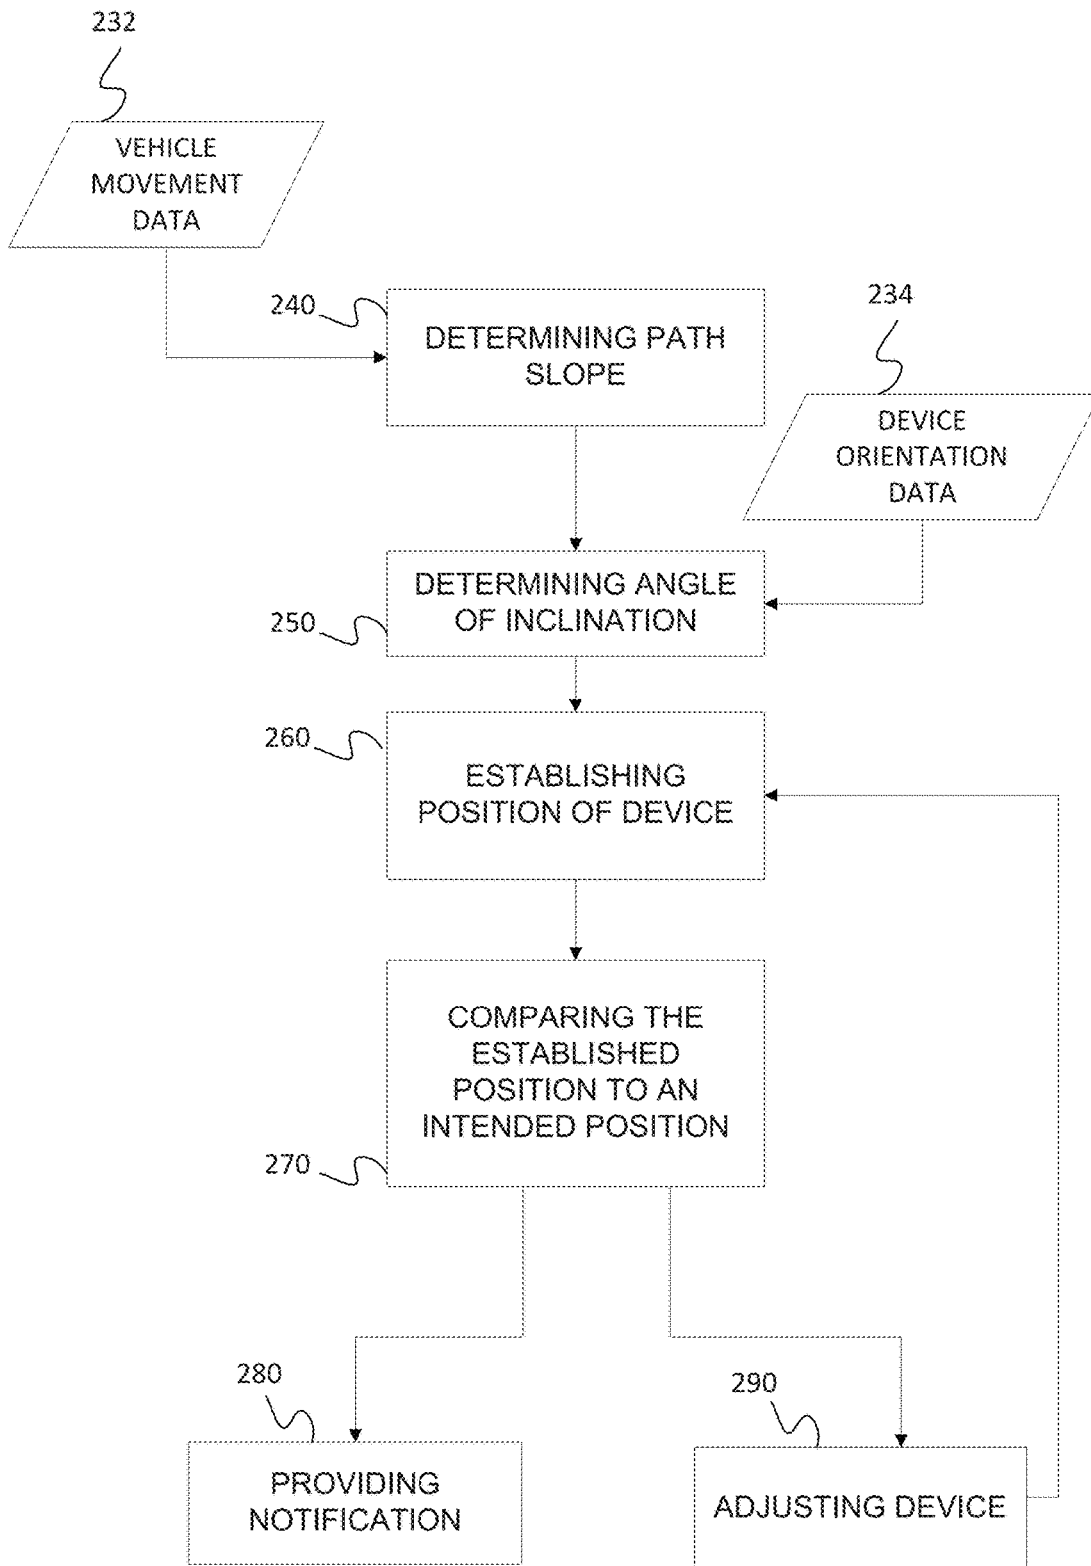 232
VEHICLE
MOVEMENT
DATA
240
DETERMINING PATH
SLOPE
234
DEVICE
ORIENTATION
DATA
DETERMINING ANGLE
OF INCLINATION
250
260
ESTABLISHING
POSITION OF DEVICE
COMPARING THE
ESTABLISHED
POSITION TO AN
INTENDED POSITION
270
280
PROVIDING
NOTIFICATION
290
ADJUSTING DEVICE